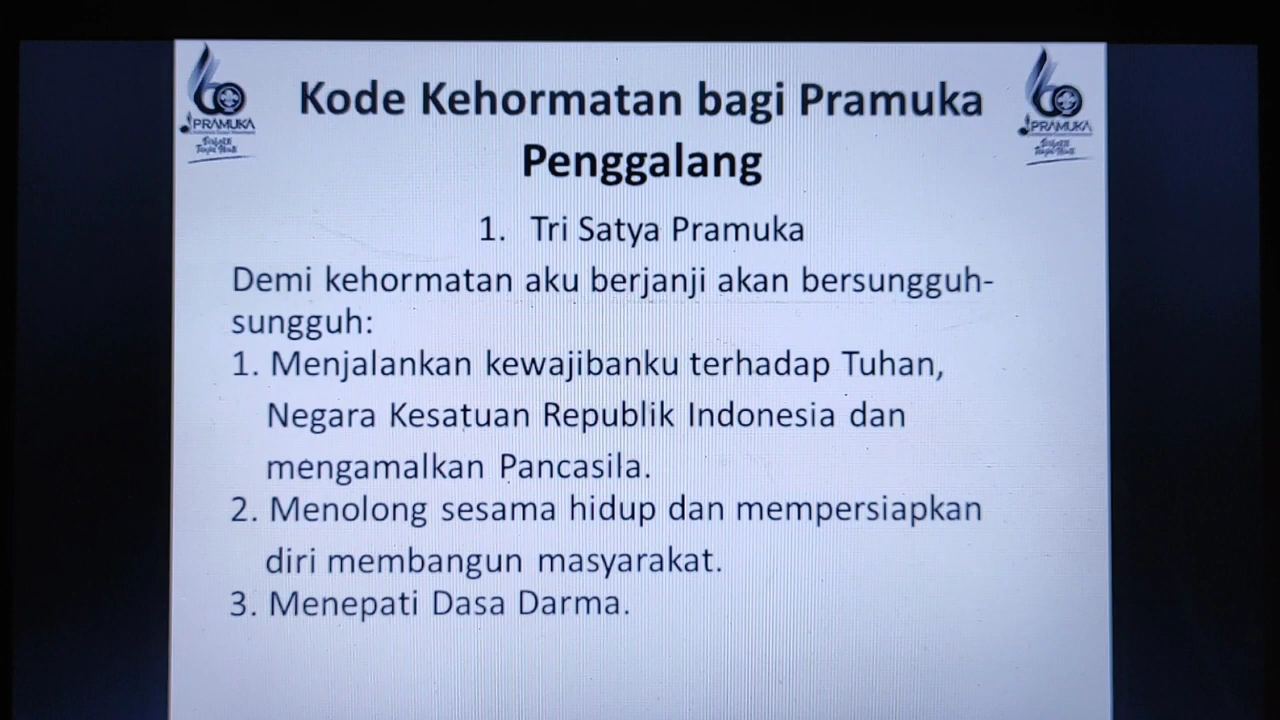 Kode Kehormatan bagi Pramuka
Penggalang
PRAMUKA
PRAMUKA
1. Tri Satya Pramuka
Demi kehormatan aku berjanji akan bersungguh-
sungguh:
1. Menjalankan kewajibanku terhadap Tuhan,
Negara Kesatuan Republik Indonesia dan
mengamalkan Pancasila.
2. Menolong sesama hidup dan mempersiapkan
diri membangun masyarakat.
3. Menepati Dasa Darma.